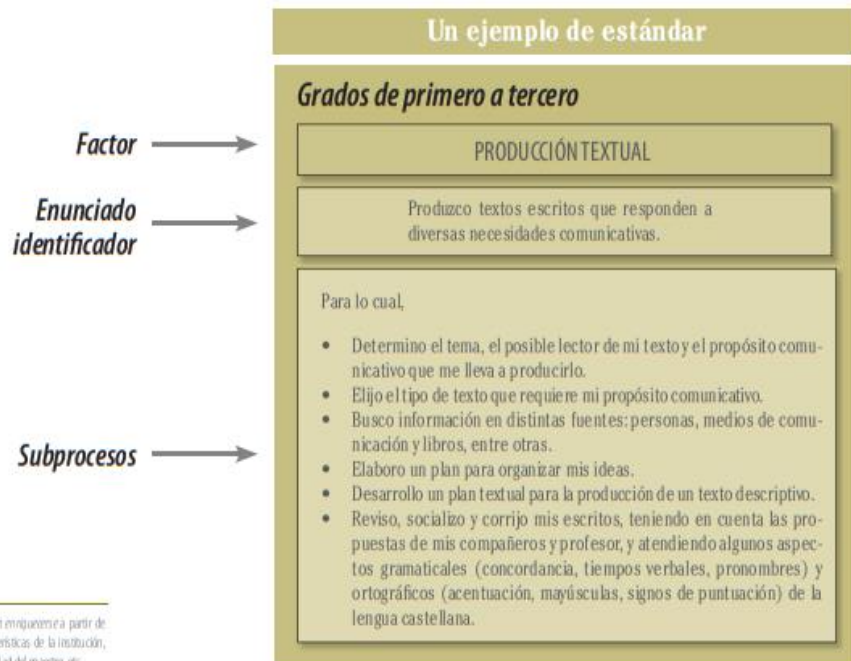 Un ejemplo de estándar
Grados de primero a tercero
Factor
PRODUCCIÓN TEXTUAL
Enunciado
identificador
Produzco textos escritos que responden a
diversas necesidades comunicativas.
Para lo cual,
• Determino el tema, el posible lector de mi texto y el propósito comu-
nicativo que me lleva a producirlo.
• Elijo el tipo de texto que requiere mi propósito comunicativo.
• Busco información en distintas fuentes: personas, medios de comu-
nicación y libros, entre otras.
• Elaboro un plan para organizar mis ideas.
• Desarrollo un plan textual para la producción de un texto descriptivo.
• Reviso, socializo y corrijo mis escritos, teniendo en cuenta las pro-
puestas de mis compañeros y profesor, y atendiendo algunos aspec-
tos gramaticales (concordancia, tiempos verbales, pronombres) y
ortográficos (acentuación, mayúsculas, signos de puntuación) de la
lengua castellana.
Subprocesos
a partir de
de la institución,